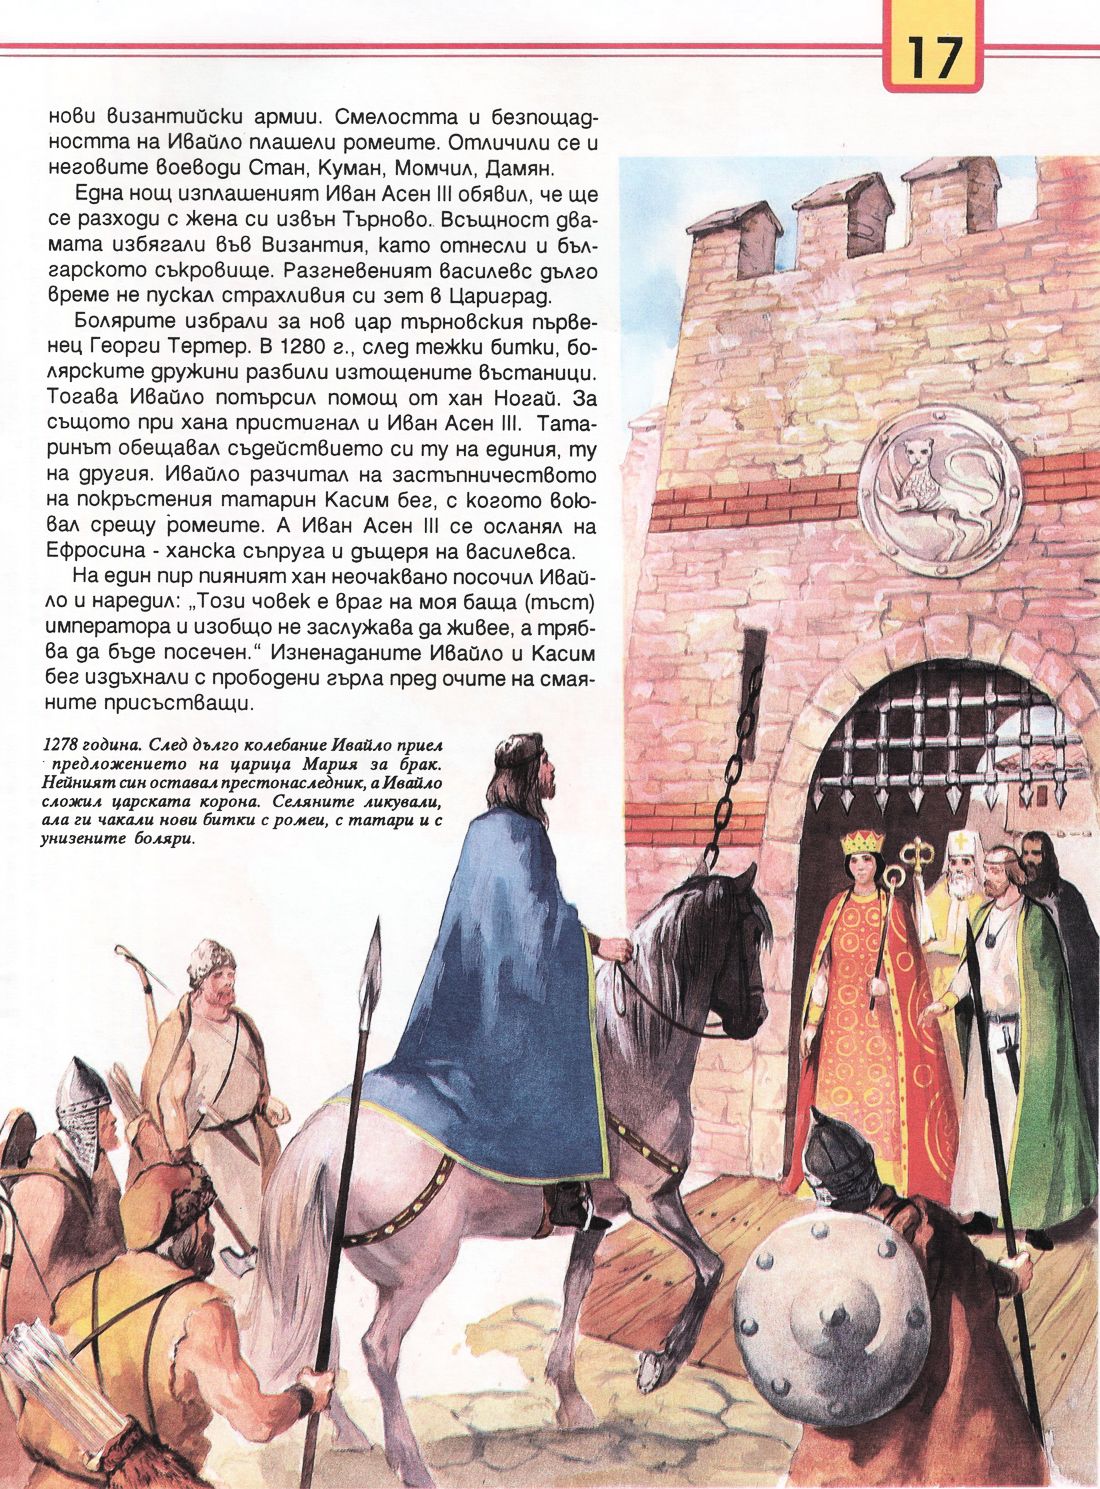 17
нови византийски армии. Смелостта и безпощад-
ността на Ивайло плашели ромеите. Отличили се и
неговите воеводи Стан, Куман, Момчил, Дамян.
Една нощ изплашеният Иван Асен III обявил, че ще
се разходи с жена си извън Търново. Всъщност два-
мата избягали във Византия, като отнесли и бъл-
гарското съкровище. Разгневеният василевс дълго
време не пускал страхливия си зет в Цариград.
Болярите избрали за нов цар търновския първе-
нец Георги Тертер. В 1280 г., след тежки битки, бо-
лярските дружини разбили изтощените въстаници.
Тогава Ивайло потърсил помощ от хан Ногай. За
същото при хана пристигнал и Иван Асен III. Тата-
ринът обещавал съдействието си ту на единия, ту
на другия. Ивайло разчитал на застъпничеството
на покръстения татарин Касим бег, с когото вою-
вал срещу ромеите. А Иван Асен III се осланял на
Ефросина - ханска съпруга и дъщеря на василевса.
На един пир пияният хан неочаквано посочил Ивай-
ло и наредил: „Този човек е враг на моя баща (тъст)
императора и изобщо не заслужава да живее, а тряб-
ва да бъде посечен.“ Изненаданите Ивайло и Касим
бег издъхнали с прободени гърла пред очите на смая-
ните присъстващи.
1278 година. След дълго колебание Ивайло приел
предложението на царица Мария за брак.
Нейният син оставал престонаследник, а Ивайло
сложил царската корона. Селяните ликували,
ала ги чакали нови битки с ромеи, с татари и с
унизените боляри.